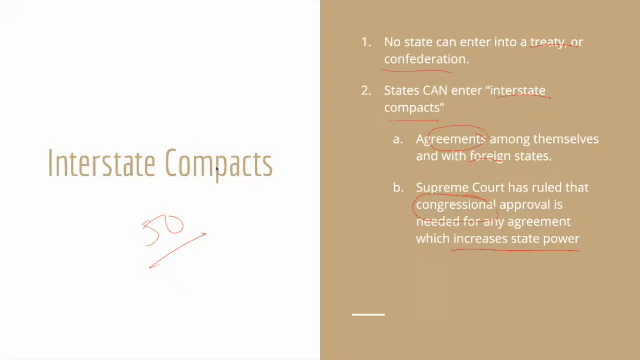 Interstate Compacts
50
1. No state can enter into a treaty, or
confederation.
2. States CAN enter “interstate
compacts“
a. Agreements among themselves
and with foreign states.
b. Supreme Court has ruled that
congressional approval is
needed for any agreement
which increases state power